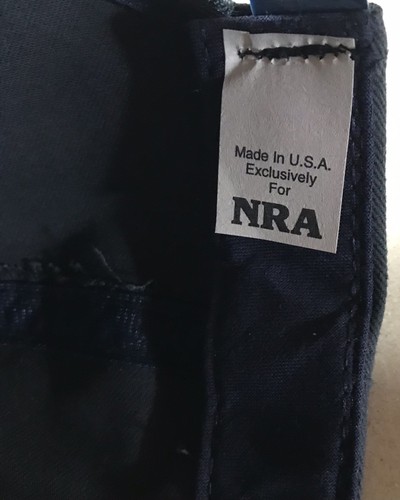 Made In U.S.A.
Exclusively
For
NRA